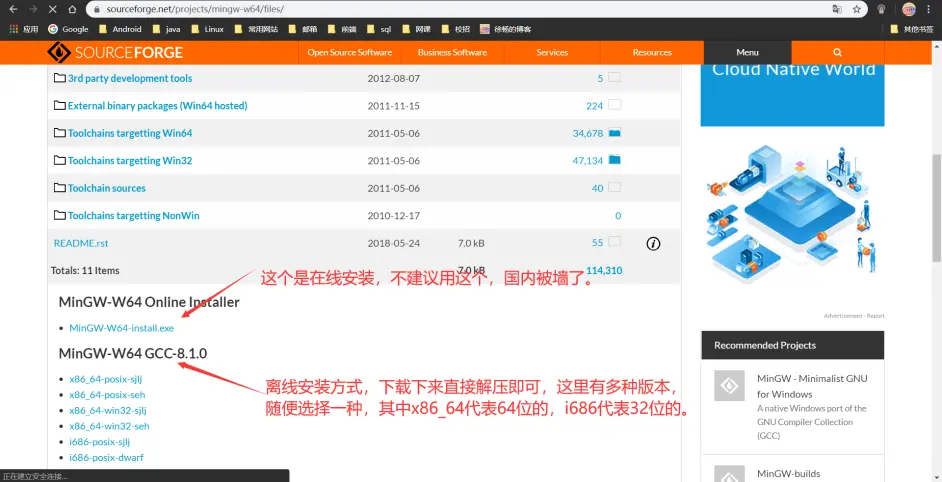 sourceforge.net/projects/mingw-w64/files/
应用 Google Android java Linux 常用网站 邮箱 前端 sql 网课 校招 徐畅的博客 其他书签
SOURCEFORGE Open Source Software Business Software Services Resources Menu
Cloud Native World
3rd party development tools 2012-08-07 5
External binary packages (Win64 hosted) 2011-11-15 224
Toolchains targetting Win64 2011-05-06 34,678
Toolchains targetting Win32 2011-05-06 47,134
Toolchain sources 2011-05-06 40
Toolchains targetting NonWin 2010-12-17 0
README.rst 2018-05-24 7.0 kB 55
Totals: 11 Items 7.0 kB 114,310
这个是在线安装，不建议用这个，国内被墙了。
MinGW-W64 Online Installer
MinGW-W64-install.exe
MinGW-W64 GCC-8.1.0
离线安装方式，下载下来直接解压即可，这里有多种版本，
随便选择一种，其中x86_64代表64位的，i686代表32位的。
x86_64-posix-sjlj
x86_64-posix-seh
x86_64-win32-sjlj
x86_64-win32-seh
i686-posix-sjlj
i686-posix-dwarf
Advertisement - Report
Recommended Projects
MinGW - Minimalist GNU
for Windows
A native Windows port of the
GNU Compiler Collection
(GCC)
MinGW-builds
正在建立安全连接...